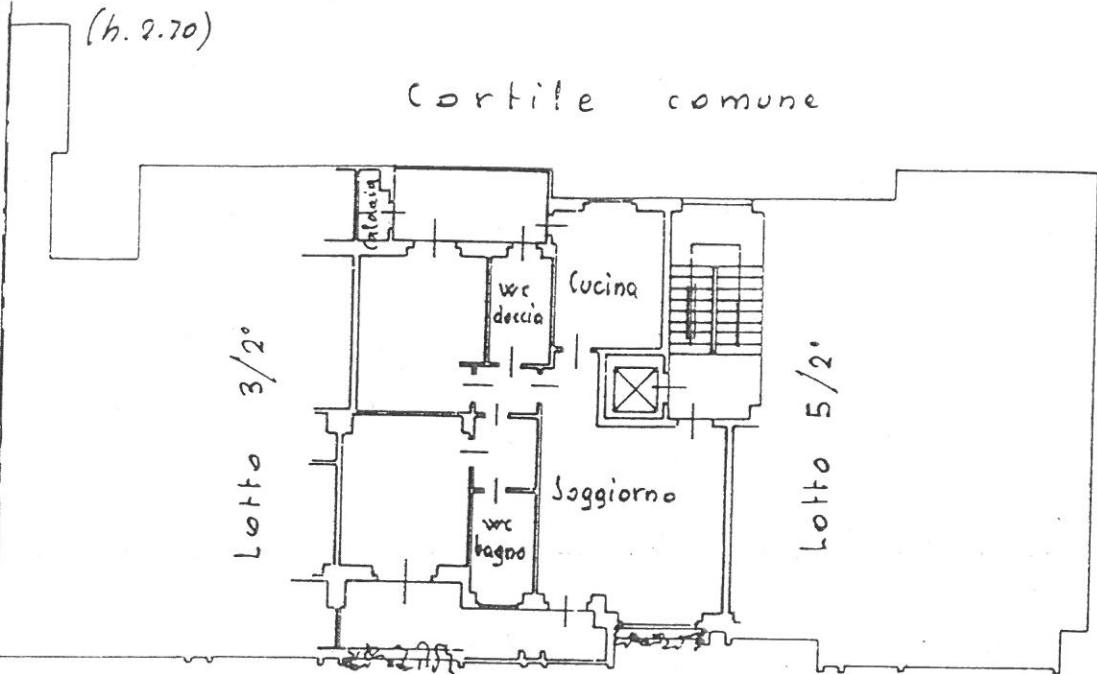 (h. 2.70)
Cortile comune
Caldaia
wc
doccia
Cucina
Lotto 3/2°
Lotto 5/2°
Soggiorno
wc
bagno